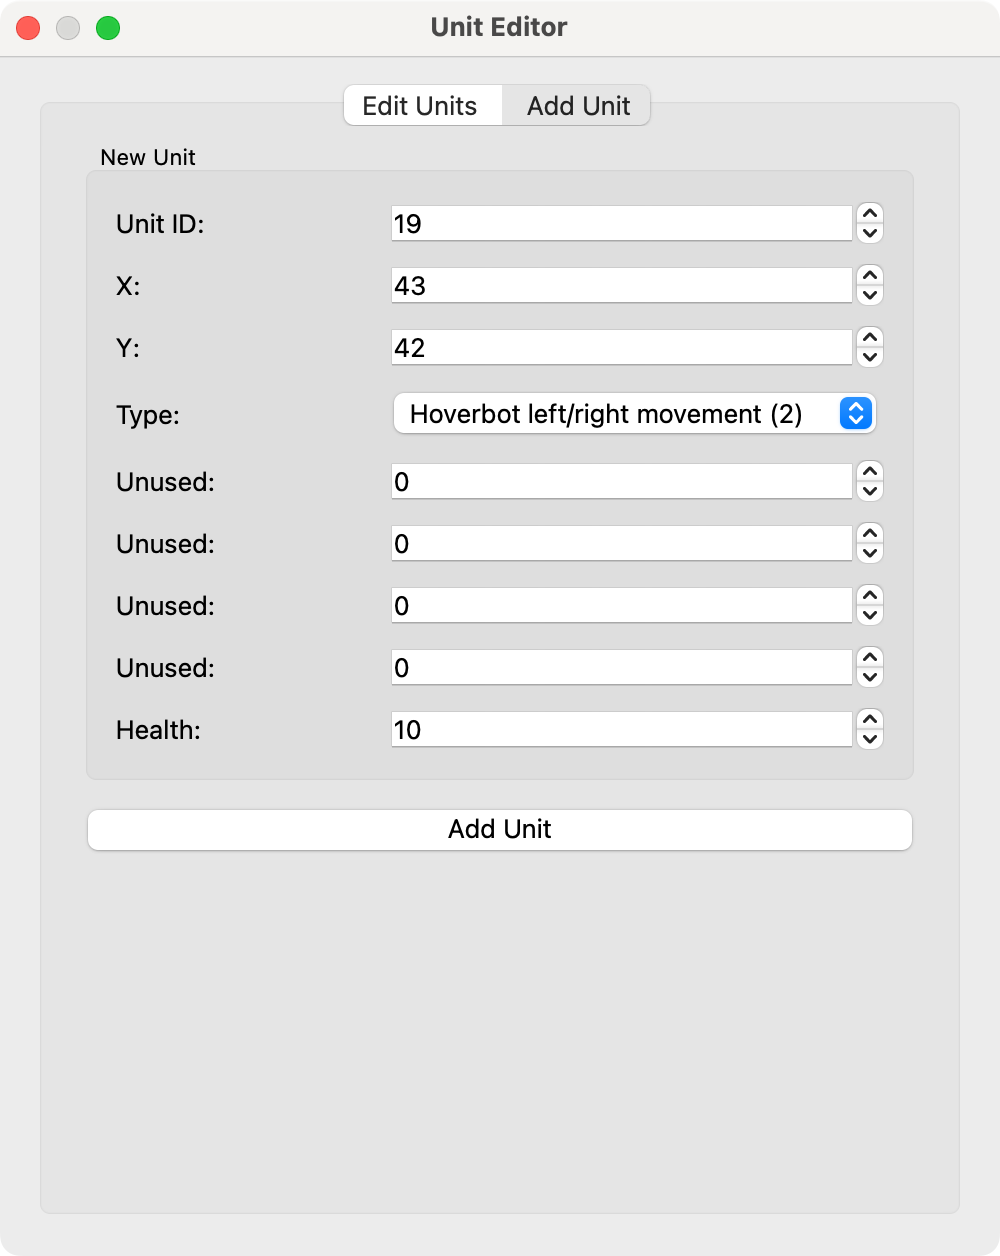 Unit Editor
Edit Units Add Unit
New Unit
Unit ID: 19
X: 43
Y: 42
Type: Hoverbot left/right movement (2)
Unused: 0
Unused: 0
Unused: 0
Unused: 0
Health: 10
Add Unit